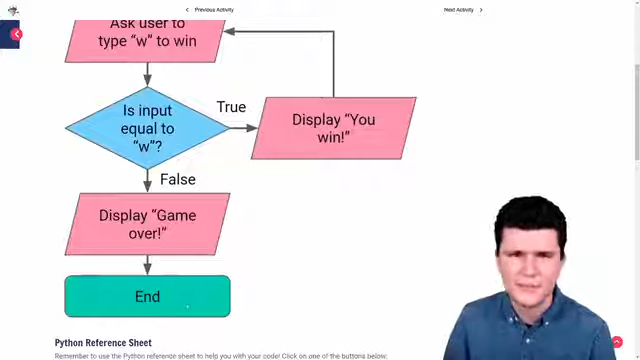 Previous Activity
Next Activity
Ask user to
type "w" to win
Is input
equal to
"w"?
True
Display "You
win!"
False
Display "Game
over!"
End
Python Reference Sheet
Remember to use the Python reference sheet to help you with your code! Click on one of the buttons below: